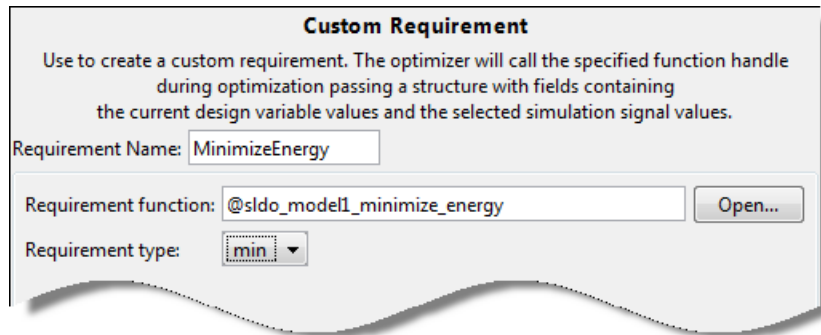 Custom Requirement
Use to create a custom requirement. The optimizer will call the specified function handle
during optimization passing a structure with fields containing
the current design variable values and the selected simulation signal values.
Requirement Name: MinimizeEnergy
Requirement function: @sldo_model1_minimize_energy Open...
Requirement type: min